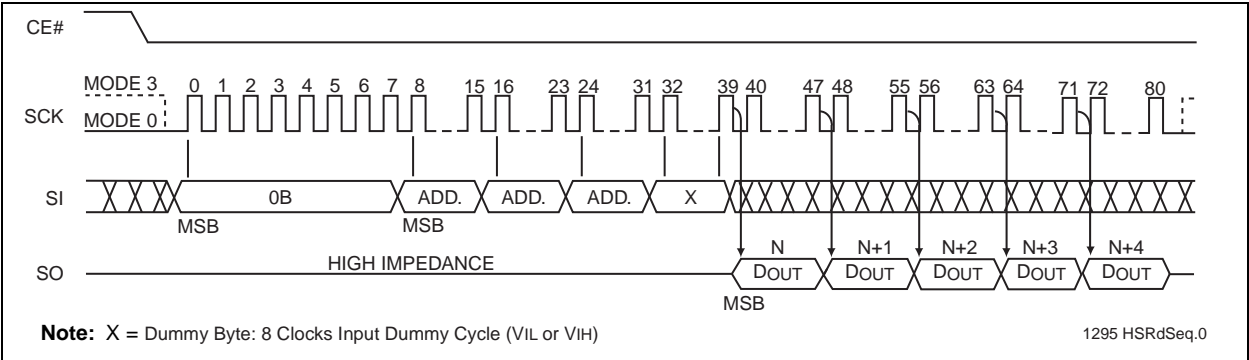 CE#
MODE 3 0 1 2 3 4 5 6 7 8 15 16 23 24 31 32 39 40 47 48 55 56 63 64 71 72 80
SCK MODE 0
SI 0B ADD. ADD. ADD. X
MSB MSB
N N+1 N+2 N+3 N+4
SO HIGH IMPEDANCE DOUT DOUT DOUT DOUT DOUT
MSB
Note: X = Dummy Byte: 8 Clocks Input Dummy Cycle (VIL or VIH) 1295 HSRdSeq.0